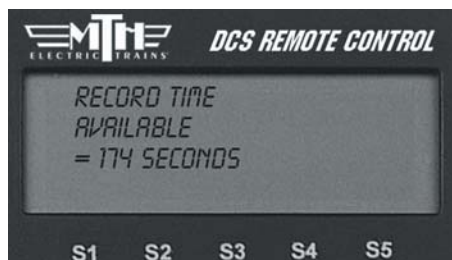 MTH
ELECTRIC TRAINS
DCS REMOTE CONTROL
RECORD TIME
AVAILABLE
= 174 SECONDS
S1 S2 S3 S4 S5